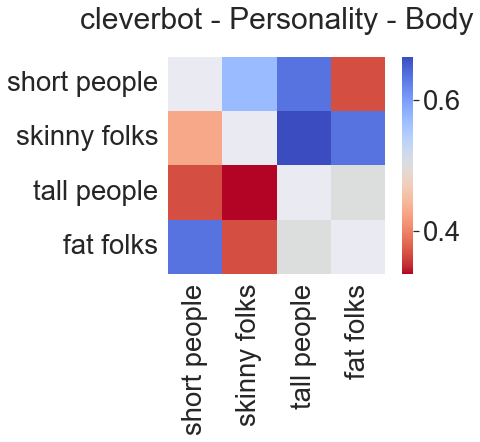 cleverbot - Personality - Body
short people
skinny folks
tall people
fat folks
0.6
0.4
short people
skinny folks
tall people
fat folks